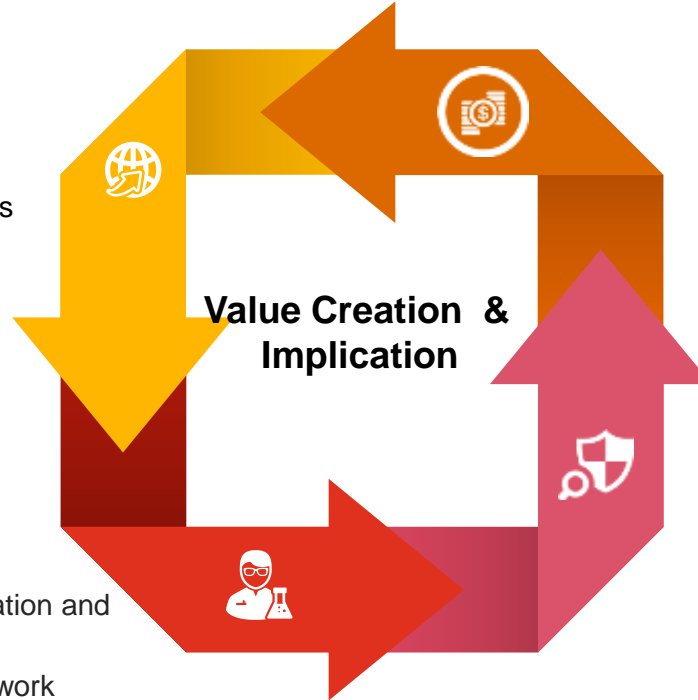 s
Value Creation &
Implication
ation and
work